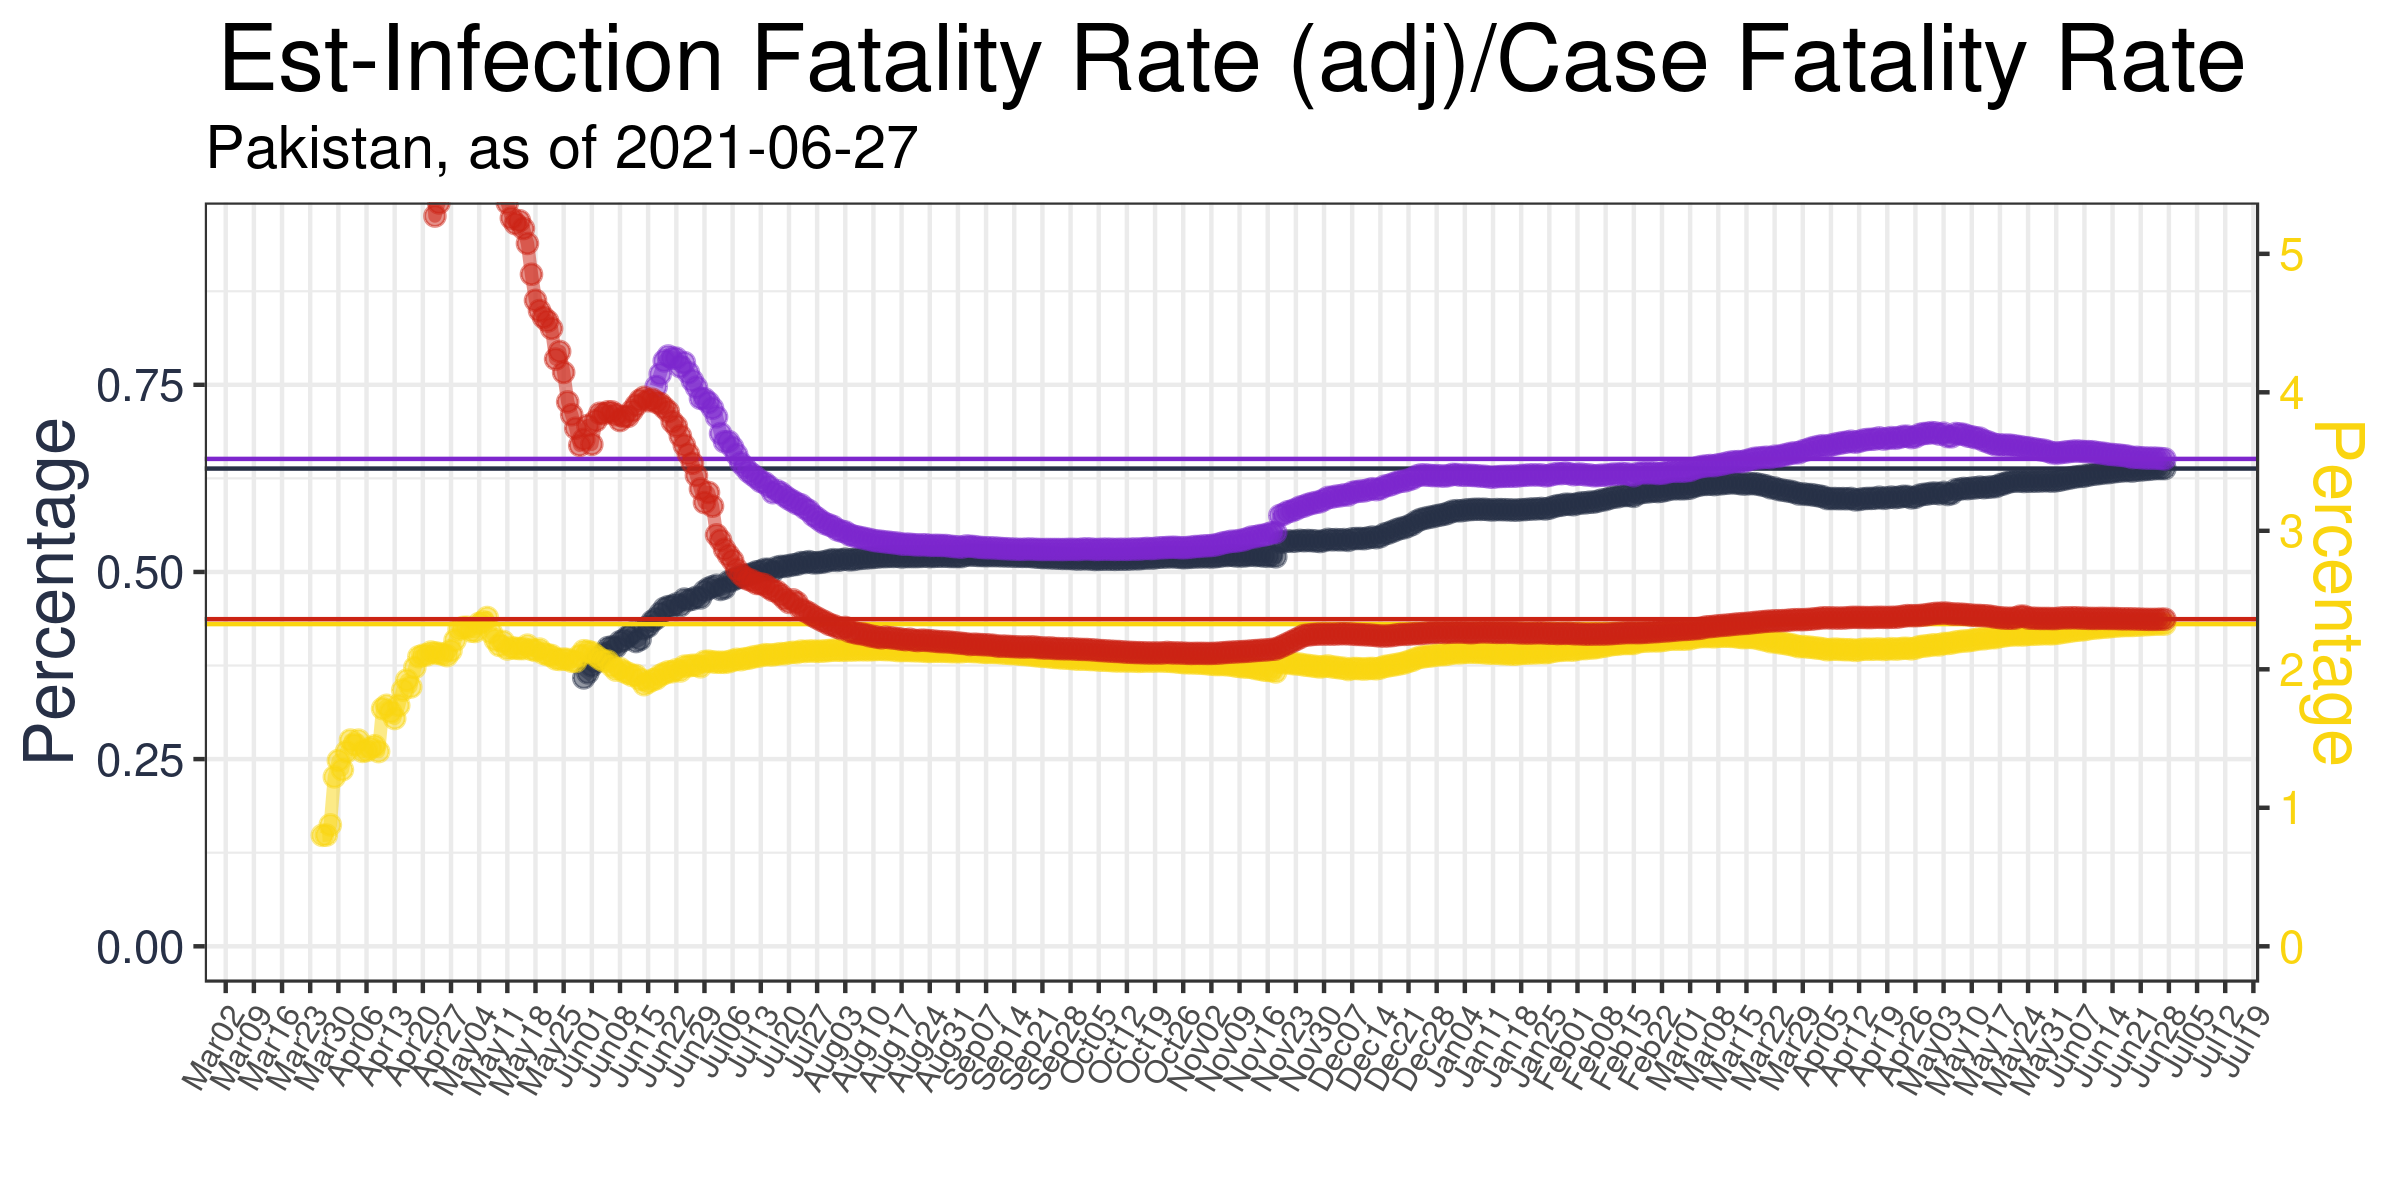 Est-Infection Fatality Rate (adj)/Case Fatality Rate
Pakistan, as of 2021-06-27
Percentage
0.75
0.50
0.25
0.00
5
4
3
2
1
0
Percentage
Mar02
Mar09
Mar16
Mar23
Mar30
Apr06
Apr13
Apr20
Apr27
May04
May11
May18
May25
Jun01
Jun08
Jun15
Jun22
Jun29
Jul06
Jul13
Jul20
Jul27
Aug03
Aug10
Aug17
Aug24
Aug31
Sep07
Sep14
Sep21
Sep28
Oct05
Oct12
Oct19
Oct26
Nov02
Nov09
Nov16
Nov23
Nov30
Dec07
Dec14
Dec21
Dec28
Jan04
Jan11
Jan18
Jan25
Feb01
Feb08
Feb15
Feb22
Mar01
Mar08
Mar15
Mar22
Mar29
Apr05
Apr12
Apr19
Apr26
May03
May10
May17
May24
May31
Jun07
Jun14
Jun21
Jun28
Jul05
Jul12
Jul19